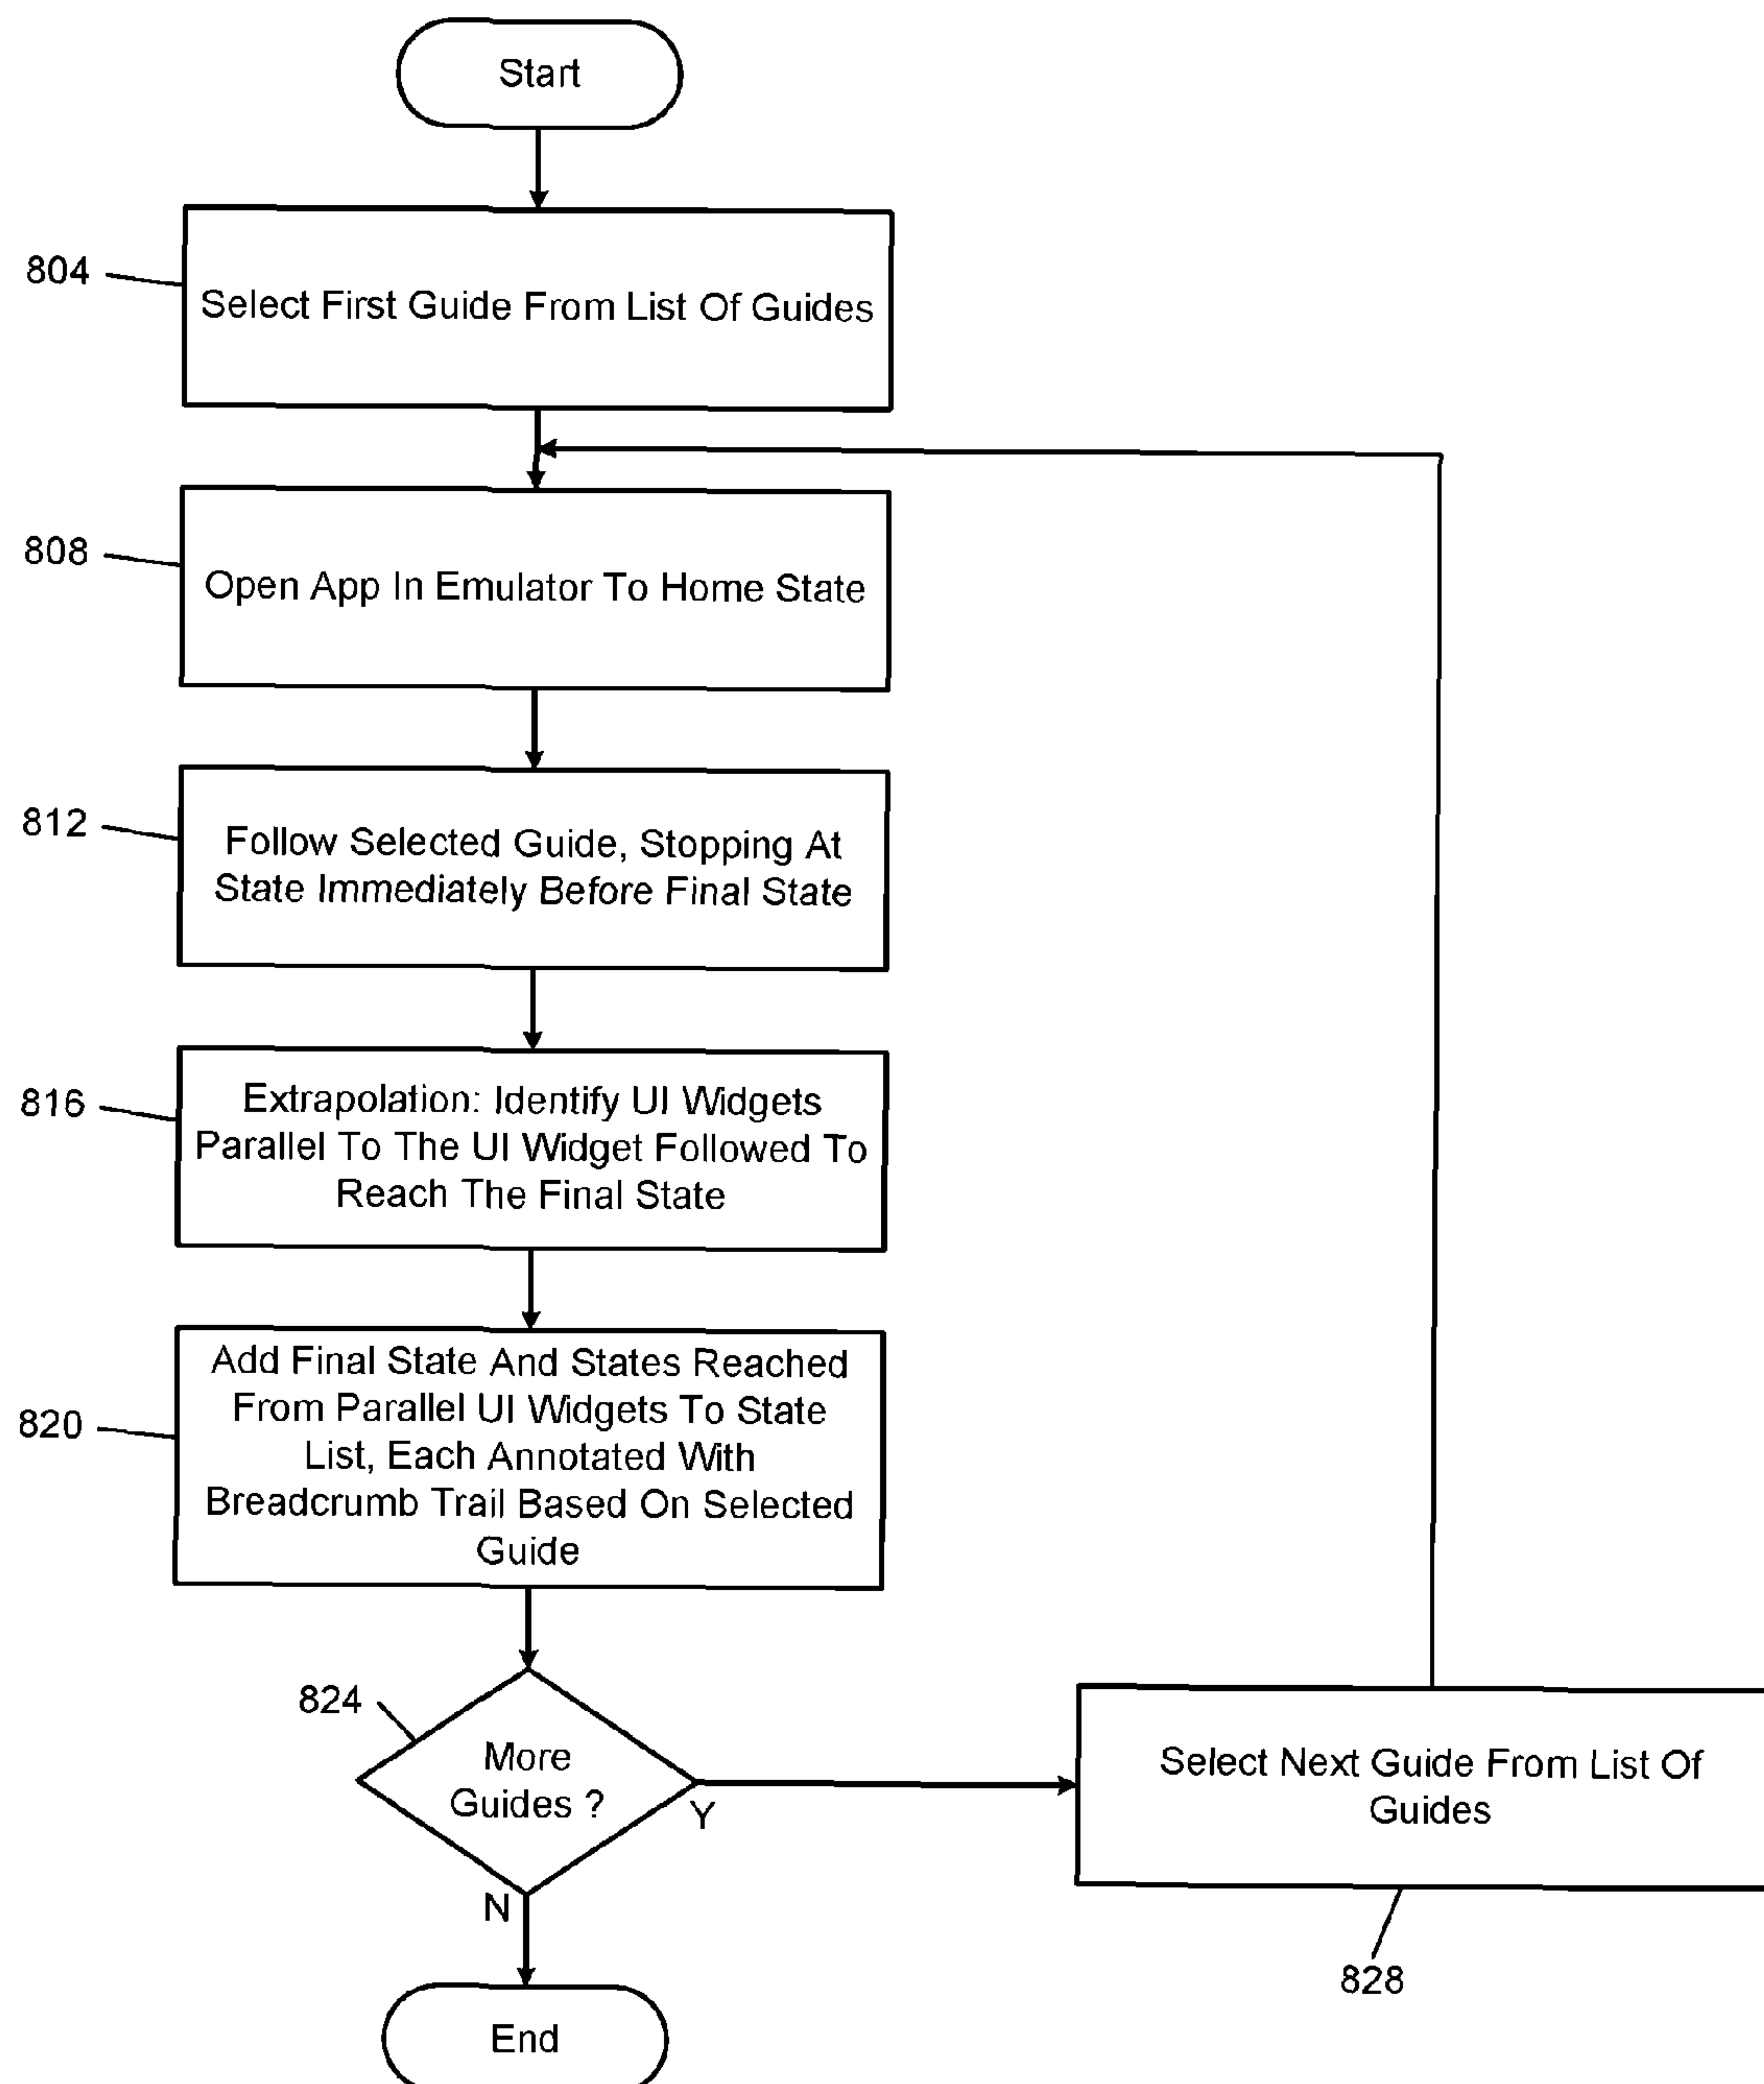 Start
804
Select First Guide From List Of Guides
808
Open App In Emulator To Home State
812
Follow Selected Guide, Stopping At
State Immediately Before Final State
816
Extrapolation: Identify UI Widgets
Parallel To The UI Widget Followed To
Reach The Final State
820
Add Final State And States Reached
From Parallel UI Widgets To State
List, Each Annotated With
Breadcrumb Trail Based On Selected
Guide
824
More
Guides ?
Y
N
Select Next Guide From List Of
Guides
828
End